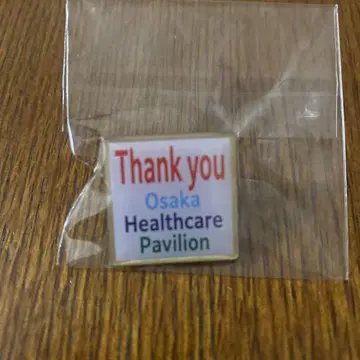 Thank you
Osaka
Healthcare
Pavilion